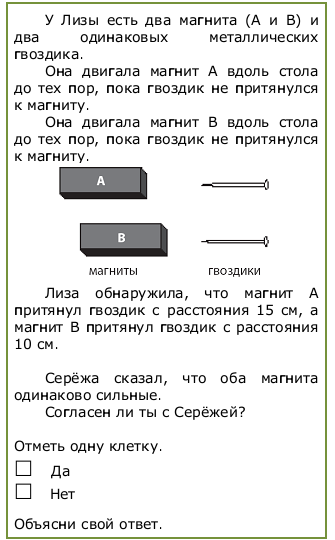 У Лизы есть два магнита (А и В) и
два одинаковых металлических
гвоздика.
Она двигала магнит А вдоль стола
до тех пор, пока гвоздик не притянулся
к магниту.
Она двигала магнит В вдоль стола
до тех пор, пока гвоздик не притянулся
к магниту.
А
В
магниты гвоздики
Лиза обнаружила, что магнит А
притянул гвоздик с расстояния 15 см, а
магнит В притянул гвоздик с расстояния
10 см.
Серёжа сказал, что оба магнита
одинаково сильные.
Согласен ли ты с Серёжей?
Отметь одну клетку.
Да
Нет
Объясни свой ответ.